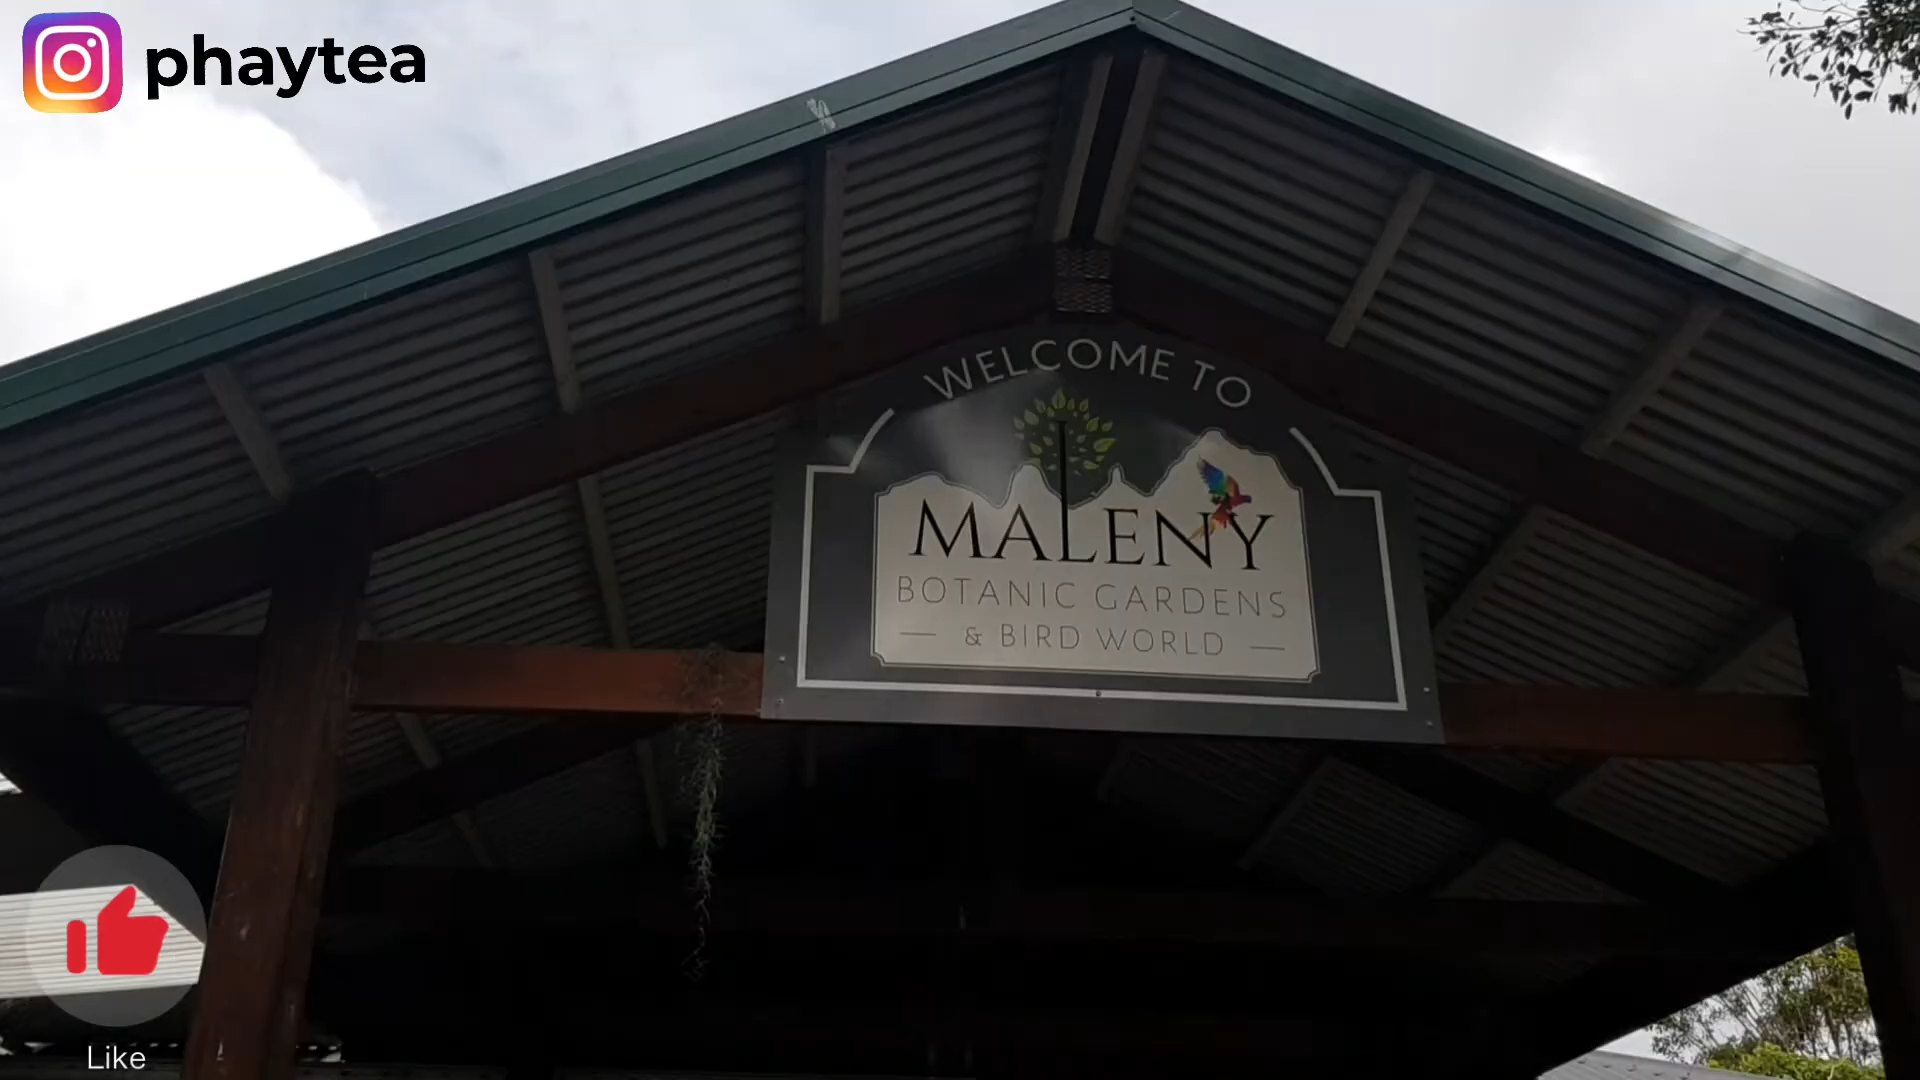 phaytea
WELCOME TO
MALENY
BOTANIC GARDENS
& BIRD WORLD
Like